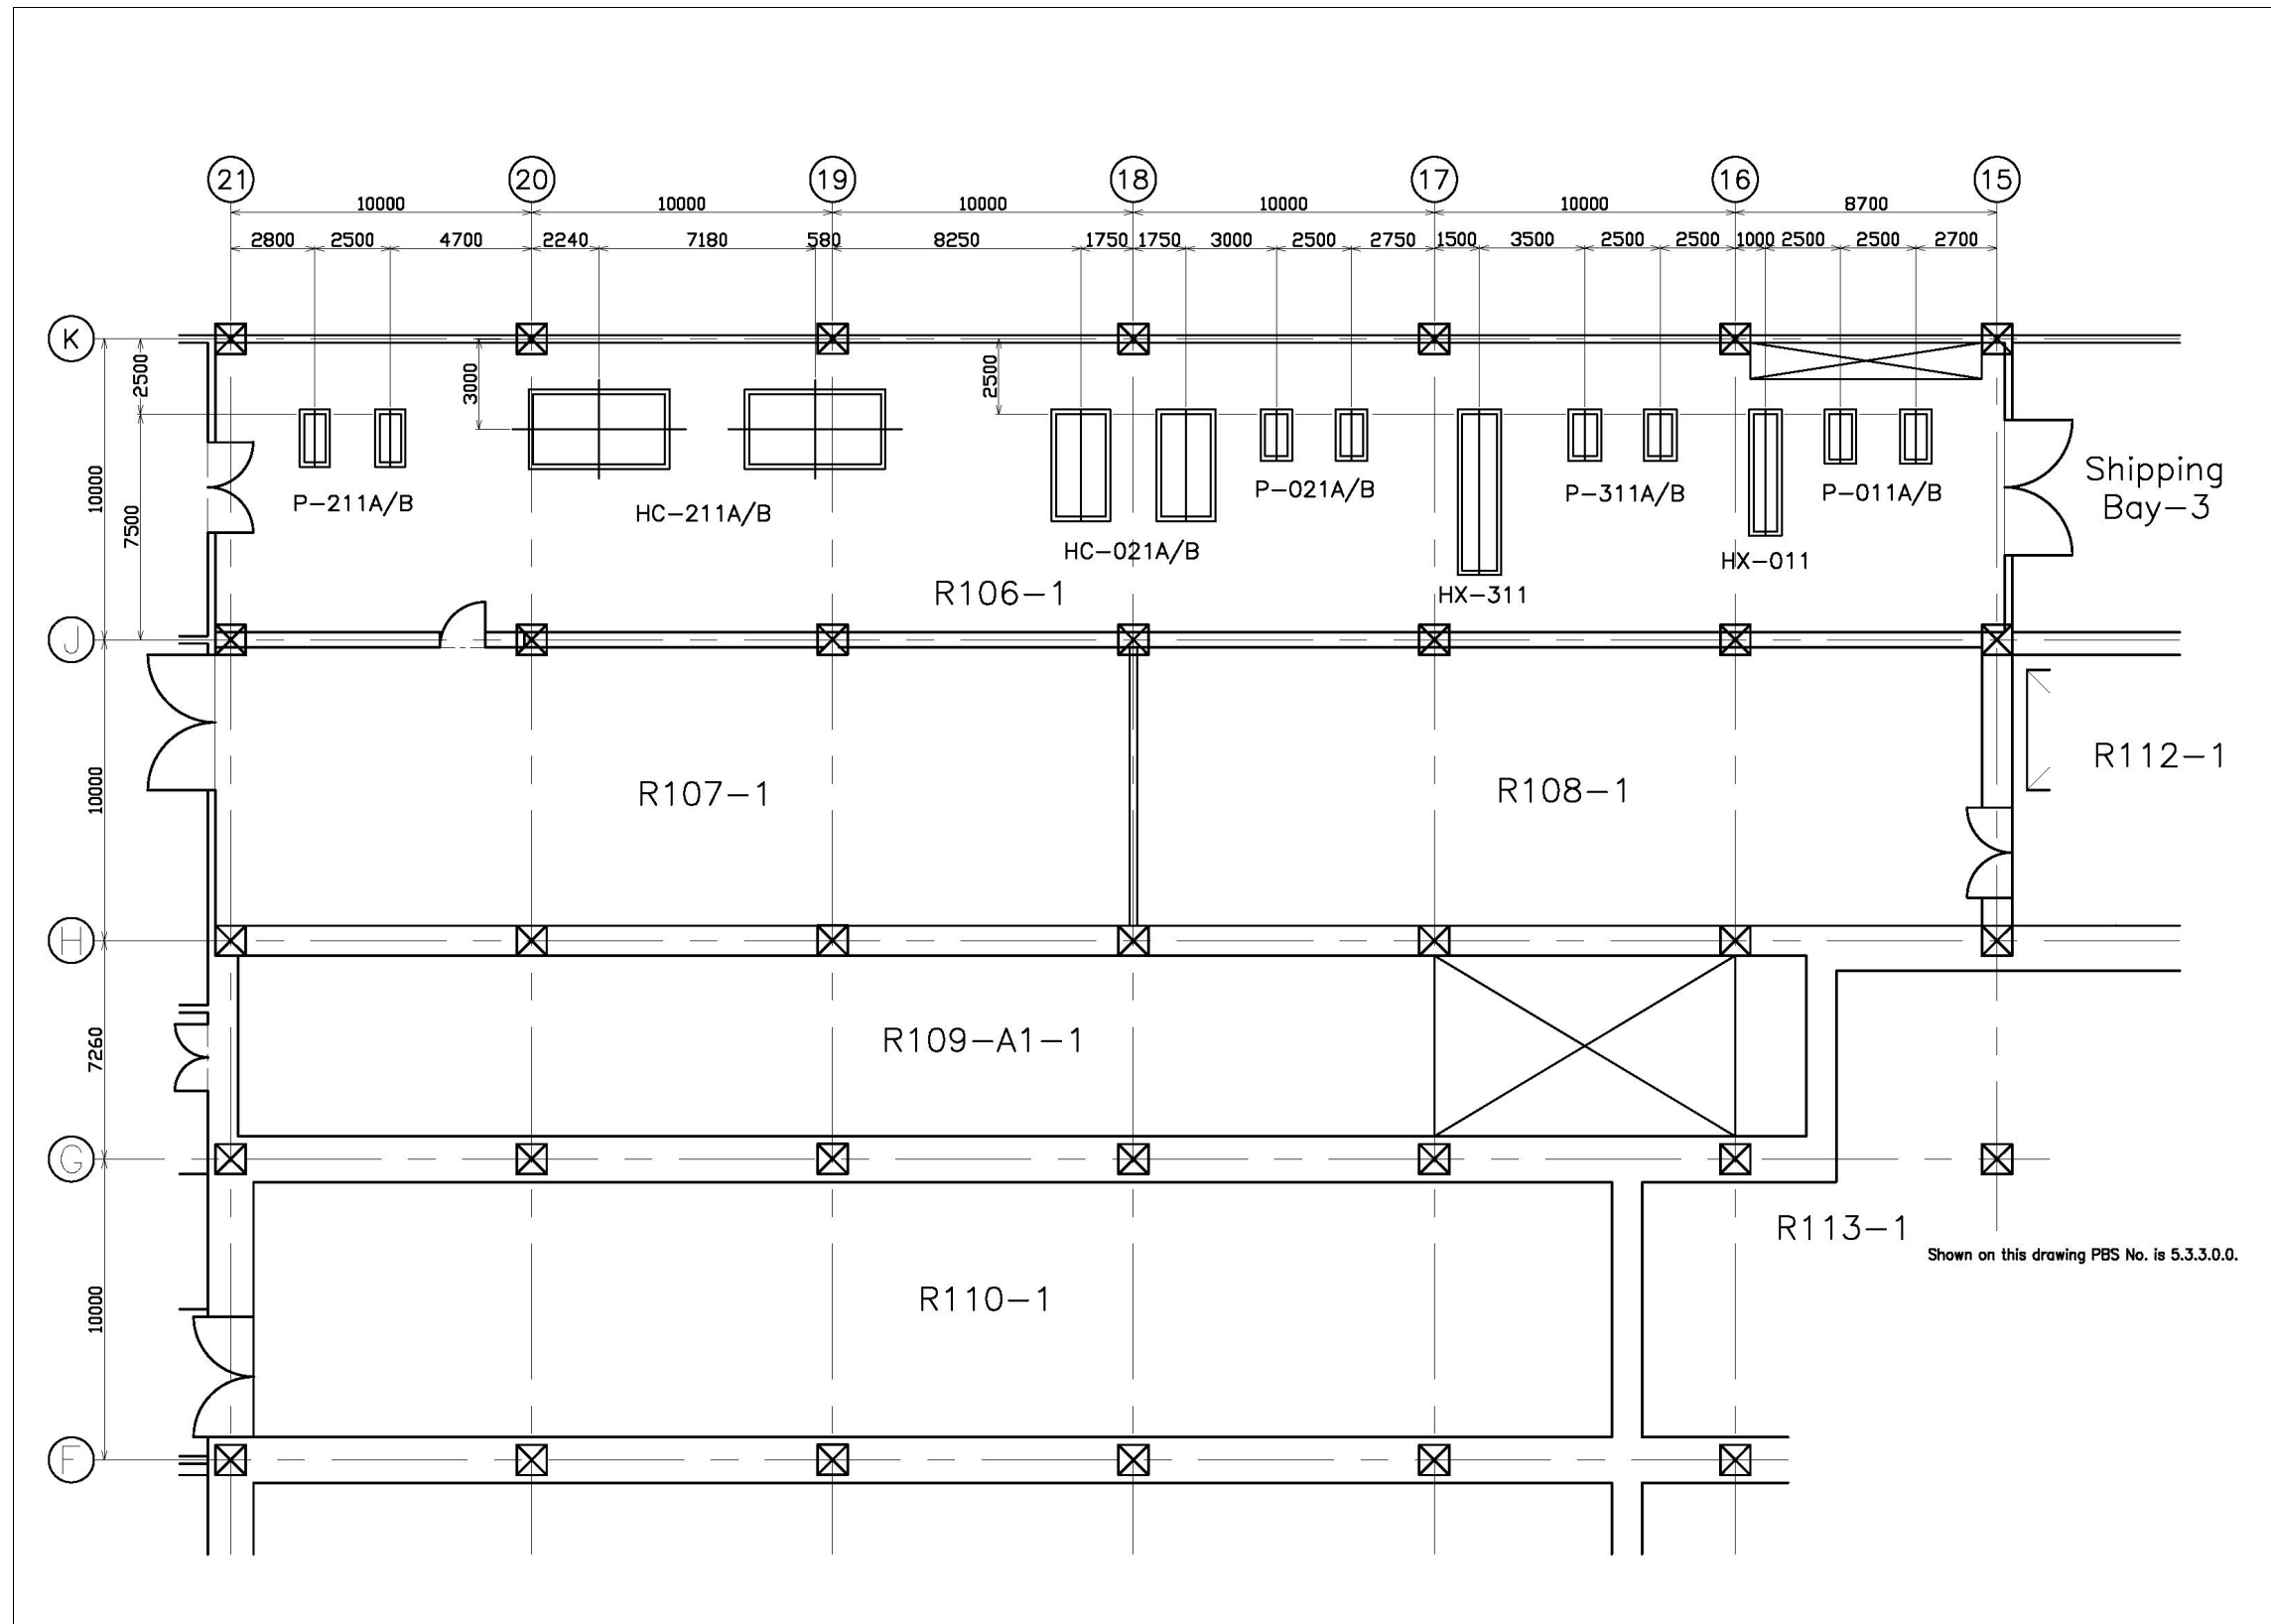 21 20 19 18 17 16 15
10000 10000 10000 10000 10000 8700
2800 2500 4700 2240 7180 580 8250 1750 1750 3000 2500 2750 1500 3500 2500 2500 1000 2500 2500 2700
K
2500 3000 2500
10000
7500
P-211A/B
HC-211A/B
HC-021A/B
P-021A/B
HX-311
P-311A/B
HX-011
P-011A/B
Shipping
Bay-3
R106-1
J
10000
R107-1
R108-1
R112-1
H
7260
R109-A1-1
G
R113-1
Shown on this drawing PBS No. is 5.3.3.0.0.
10000
R110-1
F